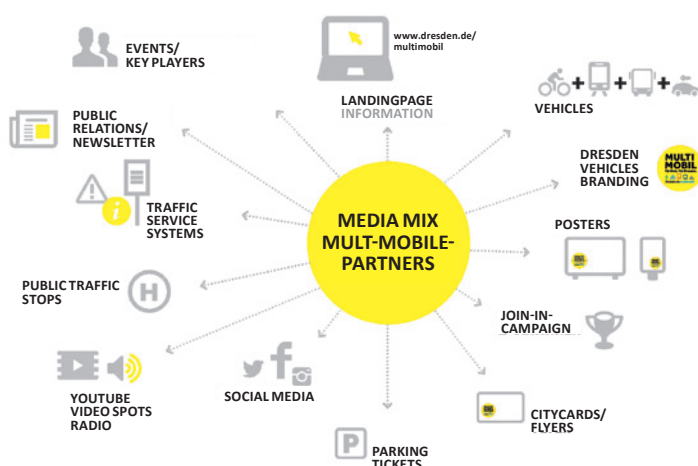 EVENTS/
KEY PLAYERS
www.dresden.de/
multimobil
LANDINGPAGE
INFORMATION
VEHICLES
PUBLIC
RELATIONS/
NEWSLETTER
DRESDEN
VEHICLES
BRANDING
MULTI
MOBIL
i
TRAFFIC
SERVICE
SYSTEMS
MEDIA MIX
MULT-MOBILE-
PARTNERS
POSTERS
PUBLIC TRAFFIC
STOPS
H
JOIN-IN-
CAMPAIGN
YOUTUBE
VIDEO SPOTS
RADIO
f
SOCIAL MEDIA
CITYCARDS/
FLYERS
P
PARKING
TICKETS